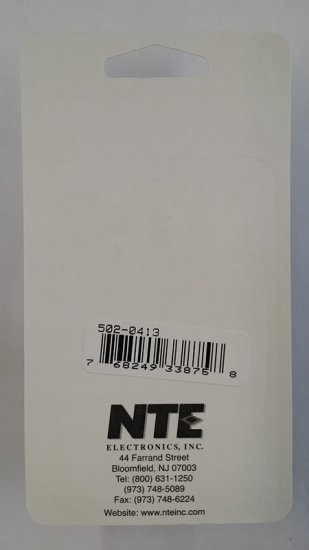 502-0413
7 68249 33875 8
NTE
ELECTRONICS, INC.
44 Farrand Street
Bloomfield, NJ 07003
Tel: (800) 631-1250
(973) 748-5089
Fax: (973) 748-6224
Website: www.nteinc.com